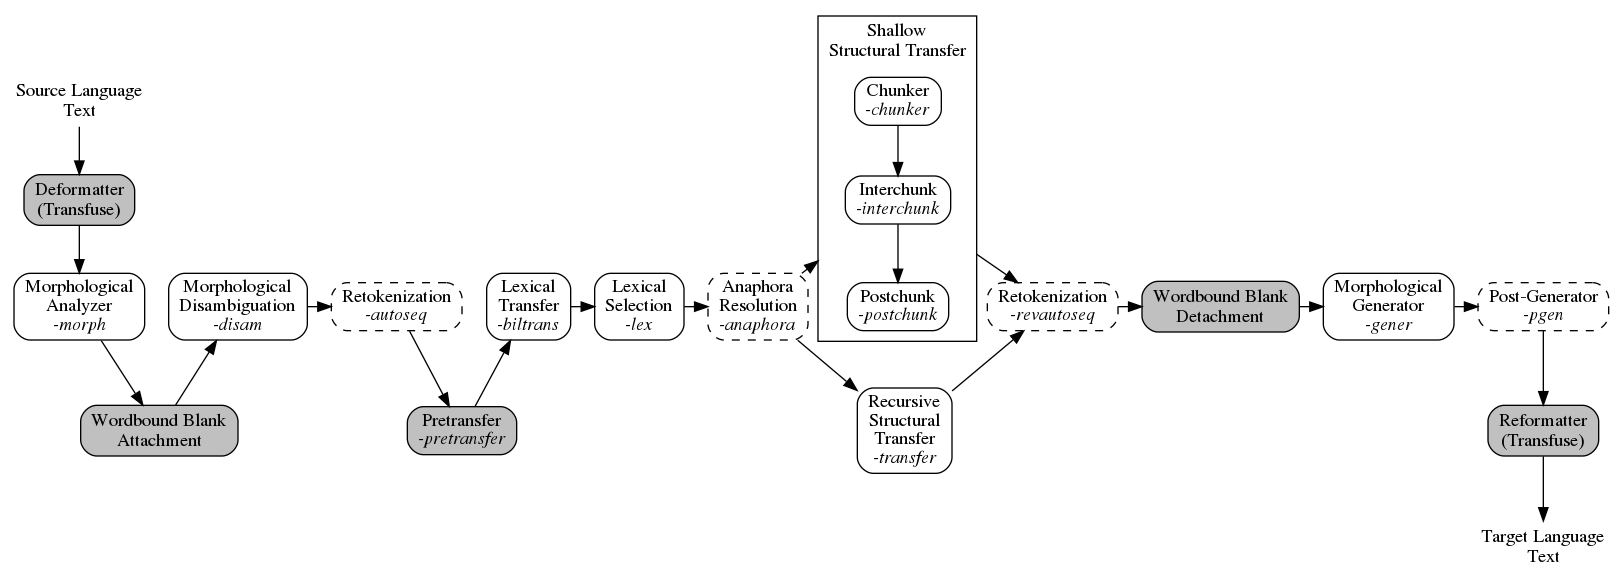 Source Language
Text
Deformatter
(Transfuse)
Morphological
Analyzer
-morph
Wordbound Blank
Attachment
Morphological
Disambiguation
-disam
Retokenization
-autoseq
Pretransfer
-pretransfer
Lexical
Transfer
-biltrans
Lexical
Selection
-lex
Anaphora
Resolution
-anaphora
Shallow
Structural Transfer
Chunker
-chunker
Interchunk
-interchunk
Postchunk
-postchunk
Recursive
Structural
Transfer
-transfer
Retokenization
-revautoseq
Wordbound Blank
Detachment
Morphological
Generator
-gener
Post-Generator
-pgen
Reformatter
(Transfuse)
Target Language
Text